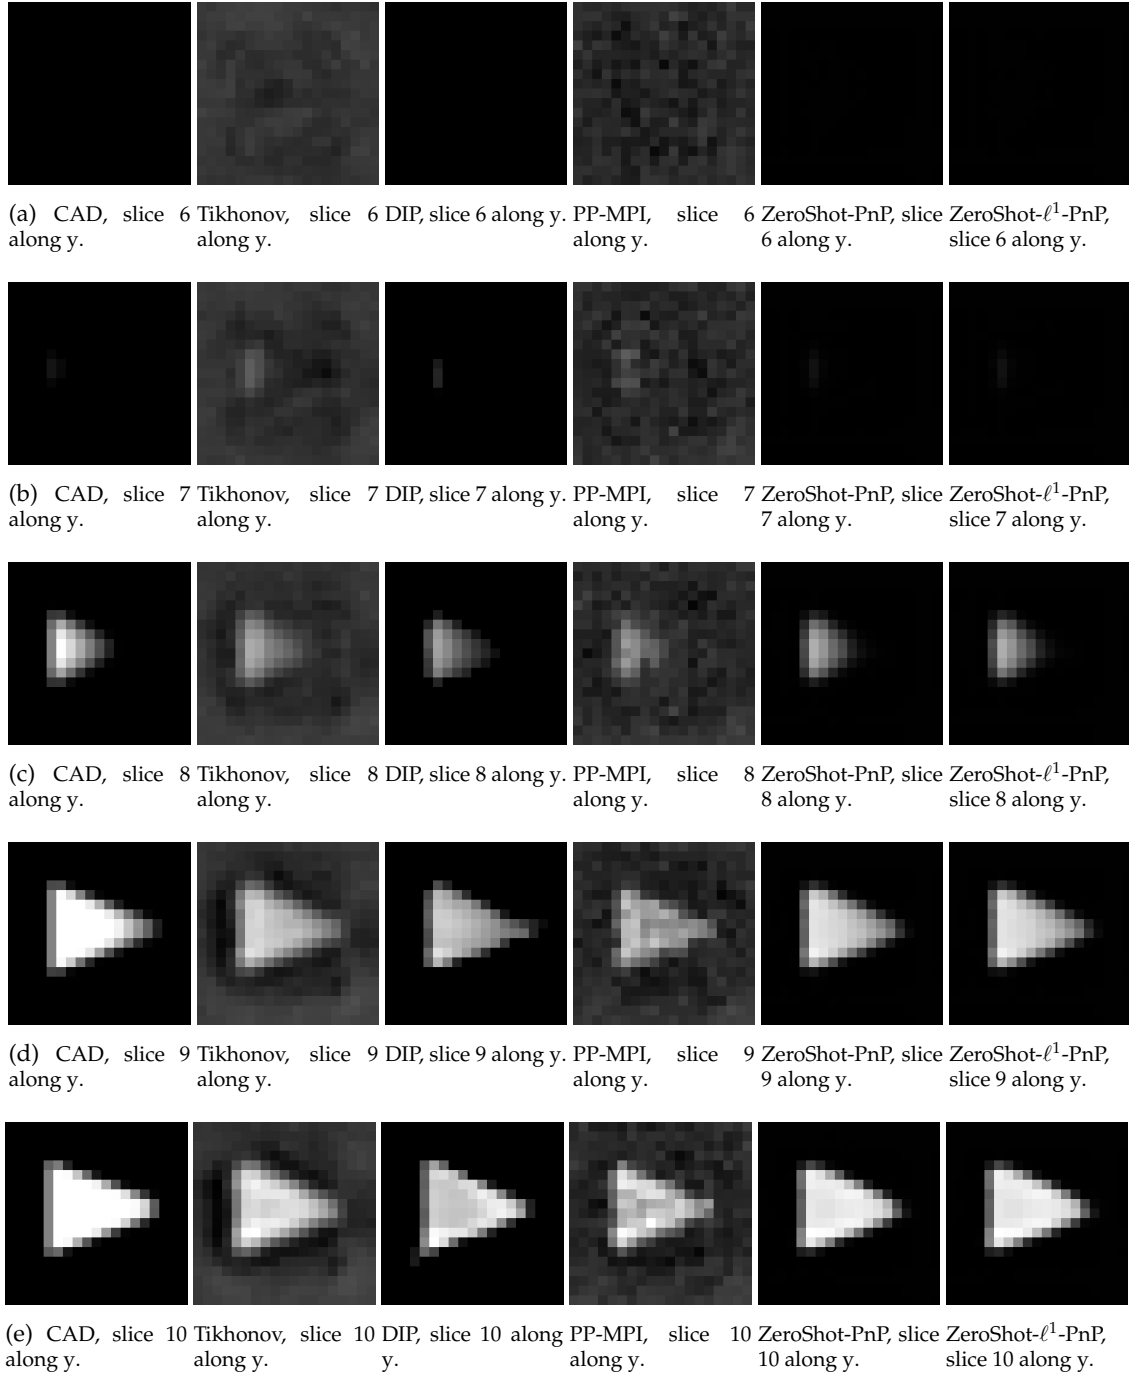 (a) CAD, slice 6 along y.
Tikhonov, slice 6 along y.
DIP, slice 6 along y.
PP-MPI, slice 6 along y.
ZeroShot-PnP, slice 6 along y.
ZeroShot-ℓ¹-PnP, slice 6 along y.
(b) CAD, slice 7 along y.
Tikhonov, slice 7 along y.
DIP, slice 7 along y.
PP-MPI, slice 7 along y.
ZeroShot-PnP, slice 7 along y.
ZeroShot-ℓ¹-PnP, slice 7 along y.
(c) CAD, slice 8 along y.
Tikhonov, slice 8 along y.
DIP, slice 8 along y.
PP-MPI, slice 8 along y.
ZeroShot-PnP, slice 8 along y.
ZeroShot-ℓ¹-PnP, slice 8 along y.
(d) CAD, slice 9 along y.
Tikhonov, slice 9 along y.
DIP, slice 9 along y.
PP-MPI, slice 9 along y.
ZeroShot-PnP, slice 9 along y.
ZeroShot-ℓ¹-PnP, slice 9 along y.
(e) CAD, slice 10 along y.
Tikhonov, slice 10 along y.
DIP, slice 10 along y.
PP-MPI, slice 10 along y.
ZeroShot-PnP, slice 10 along y.
ZeroShot-ℓ¹-PnP, slice 10 along y.